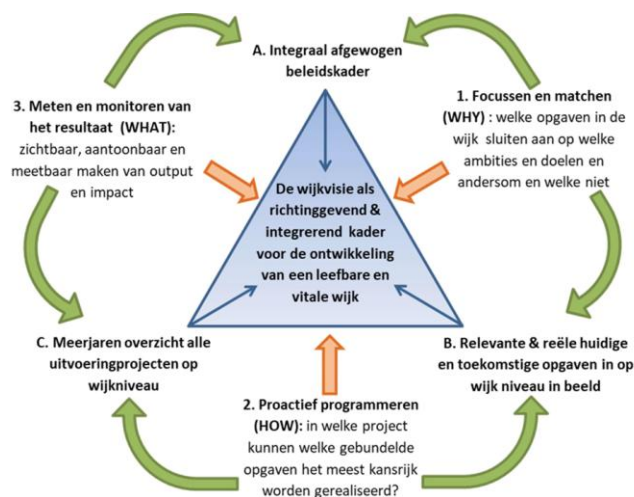 A. Integraal afgewogen
beleidskader
3. Meten en monitoren van
het resultaat (WHAT):
zichtbaar, aantoonbaar en
meetbaar maken van output
en impact
1. Focussen en matchen
(WHY) : welke opgaven in de
wijk sluiten aan op welke
ambities en doelen en
andersom en welke niet
De wijkvisie als
richtinggevend &
integrerend kader
voor de ontwikkeling
van een leefbare en
vitale wijk
C. Meerjaren overzicht alle
uitvoeringprojecten op
wijkniveau
B. Relevante & reële huidige
en toekomstige opgaven in op
wijk niveau in beeld
2. Proactief programmeren
(HOW): in welke project
kunnen welke gebundelde
opgaven het meest kansrijk
worden gerealiseerd?